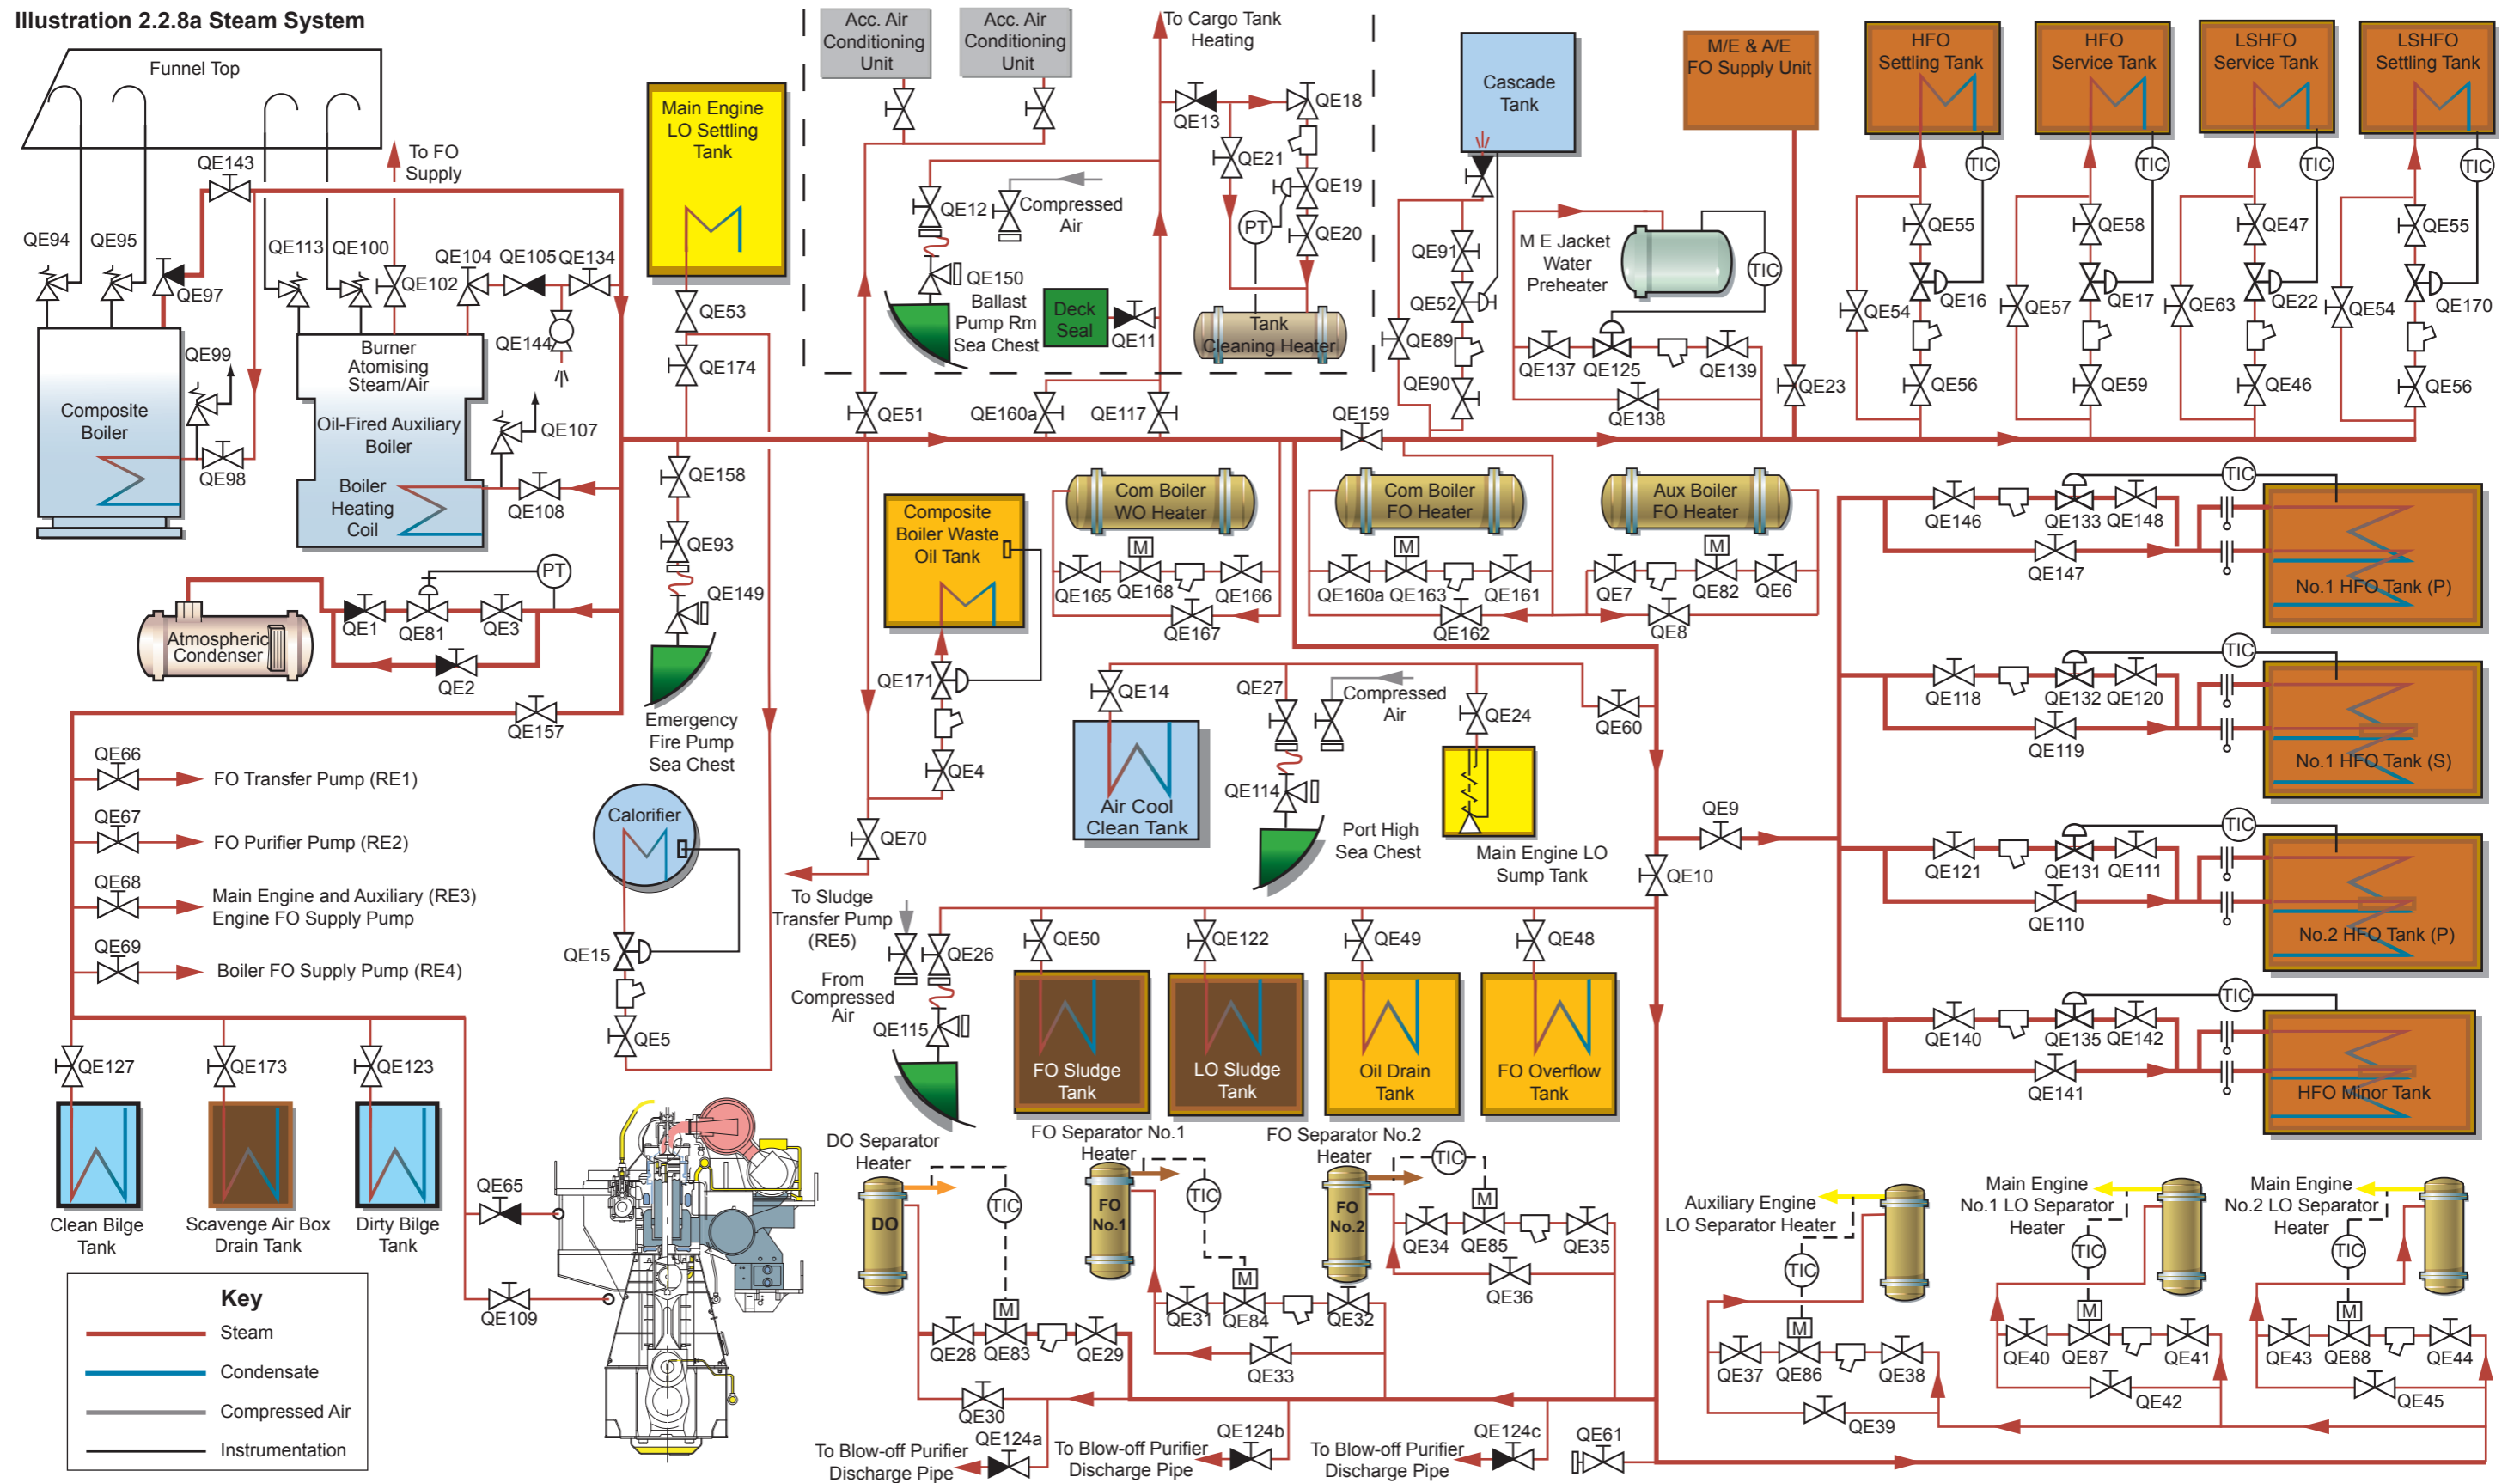 Illustration 2.2.8a Steam System
Funnel Top
To FO
Supply
QE143
QE94
QE95
QE113
QE100
QE97
QE102
QE104
QE105
QE134
QE144
QE99
QE98
Composite
Boiler
Burner
Atomising
Steam/Air
Oil-Fired Auxiliary
Boiler
Boiler
Heating
Coil
QE107
QE108
PT
QE1
QE81
QE3
QE2
Atmospheric
Condenser
QE157
QE66
FO Transfer Pump (RE1)
QE67
FO Purifier Pump (RE2)
QE68
Main Engine and Auxiliary (RE3)
Engine FO Supply Pump
QE69
Boiler FO Supply Pump (RE4)
QE127
QE173
QE123
Clean Bilge
Tank
Scavenge Air Box
Drain Tank
Dirty Bilge
Tank
QE65
QE109
Key
Steam
Condensate
Compressed Air
Instrumentation
Main Engine
LO Settling
Tank
QE53
QE174
QE158
QE93
QE149
Emergency
Fire Pump
Sea Chest
Calorifier
QE15
QE5
Acc. Air
Conditioning
Unit
Acc. Air
Conditioning
Unit
To Cargo Tank
Heating
QE13
QE18
QE21
QE19
QE20
PT
QE12
Compressed
Air
QE150
Ballast
Pump Rm
Sea Chest
Deck
Seal
QE11
Tank
Cleaning Heater
QE51
QE160a
QE117
QE159
Cascade
Tank
QE91
QE52
QE89
QE90
M E Jacket
Water
Preheater
TIC
QE137
QE125
QE139
QE138
M/E & A/E
FO Supply Unit
QE23
HFO
Settling Tank
TIC
QE55
QE16
QE54
QE56
HFO
Service Tank
TIC
QE58
QE17
QE57
QE59
LSHFO
Service Tank
TIC
QE47
QE22
QE63
QE46
LSHFO
Settling Tank
TIC
QE55
QE170
QE54
QE56
Composite
Boiler Waste
Oil Tank
QE171
QE4
QE70
To Sludge
Transfer Pump
(RE5)
Com Boiler
WO Heater
M
QE165
QE168
QE166
QE167
Com Boiler
FO Heater
M
QE160a
QE163
QE161
QE162
Aux Boiler
FO Heater
M
QE7
QE82
QE6
QE8
QE14
Air Cool
Clean Tank
QE27
Compressed
Air
QE114
Port High
Sea Chest
QE24
Main Engine LO
Sump Tank
QE60
QE9
QE10
TIC
QE146
QE133
QE148
QE147
No.1 HFO Tank (P)
TIC
QE118
QE132
QE120
QE119
No.1 HFO Tank (S)
TIC
QE121
QE131
QE111
QE110
No.2 HFO Tank (P)
TIC
QE140
QE135
QE142
QE141
HFO Minor Tank
From
Compressed
Air
QE26
QE115
QE50
QE122
QE49
QE48
FO Sludge
Tank
LO Sludge
Tank
Oil Drain
Tank
FO Overflow
Tank
DO Separator
Heater
DO
TIC
M
QE28
QE83
QE29
QE30
FO Separator No.1
Heater
FO
No.1
TIC
M
QE31
QE84
QE32
QE33
FO Separator No.2
Heater
FO
No.2
TIC
M
QE34
QE85
QE35
QE36
QE124a
To Blow-off Purifier
Discharge Pipe
QE124b
To Blow-off Purifier
Discharge Pipe
QE124c
To Blow-off Purifier
Discharge Pipe
QE61
Auxiliary Engine
LO Separator Heater
TIC
M
QE37
QE86
QE38
QE39
Main Engine
No.1 LO Separator
Heater
TIC
M
QE40
QE87
QE41
QE42
Main Engine
No.2 LO Separator
Heater
TIC
M
QE43
QE88
QE44
QE45